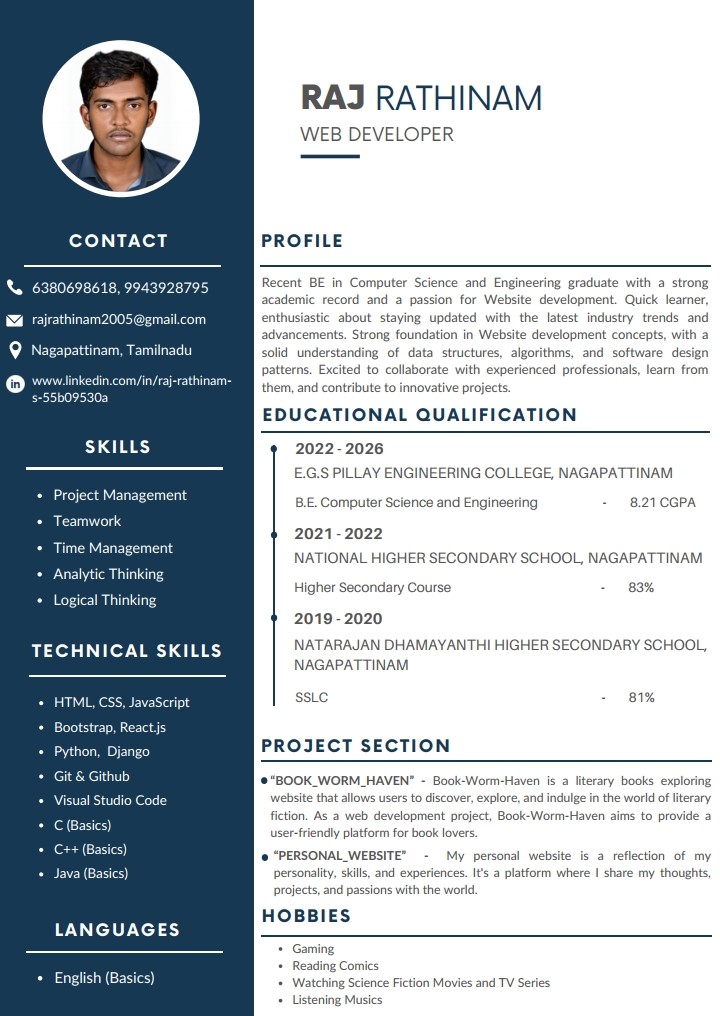 RAJ RATHINAM
WEB DEVELOPER
CONTACT
6380698618, 9943928795
rajrathinam2005@gmail.com
Nagapattinam, Tamilnadu
in
www.linkedin.com/in/raj-rathinam-
s-55b09530a
SKILLS
• Project Management
• Teamwork
• Time Management
• Analytic Thinking
• Logical Thinking
TECHNICAL SKILLS
• HTML, CSS, JavaScript
• Bootstrap, React.js
• Python, Django
• Git & Github
• Visual Studio Code
• C (Basics)
• C++ (Basics)
• Java (Basics)
LANGUAGES
• English (Basics)
PROFILE
Recent BE in Computer Science and Engineering graduate with a strong
academic record and a passion for Website development. Quick learner,
enthusiastic about staying updated with the latest industry trends and
advancements. Strong foundation in Website development concepts, with a
solid understanding of data structures, algorithms, and software design
patterns. Excited to collaborate with experienced professionals, learn from
them, and contribute to innovative projects.
EDUCATIONAL QUALIFICATION
2022 - 2026
E.G.S PILLAY ENGINEERING COLLEGE, NAGAPATTINAM
B.E. Computer Science and Engineering - 8.21 CGPA
2021 - 2022
NATIONAL HIGHER SECONDARY SCHOOL, NAGAPATTINAM
Higher Secondary Course - 83%
2019 - 2020
NATARAJAN DHAMAYANTHI HIGHER SECONDARY SCHOOL,
NAGAPATTINAM
SSLC - 81%
PROJECT SECTION
• “BOOK_WORM_HAVEN” - Book-Worm-Haven is a literary books exploring
website that allows users to discover, explore, and indulge in the world of literary
fiction. As a web development project, Book-Worm-Haven aims to provide a
user-friendly platform for book lovers.
• “PERSONAL_WEBSITE” - My personal website is a reflection of my
personality, skills, and experiences. It's a platform where I share my thoughts,
projects, and passions with the world.
HOBBIES
• Gaming
• Reading Comics
• Watching Science Fiction Movies and TV Series
• Listening Musics